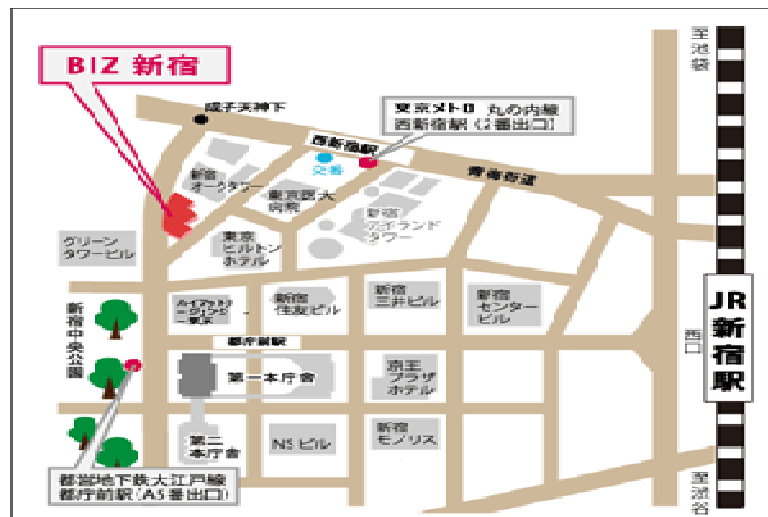 至池袋
BIZ 新宿
成子天神下
東京メトロ 丸の内線
西新宿駅(2番出口)
西新宿駅
交番
青梅街道
新宿
オークタワー
東京医大
病院
新宿
アイランド
タワー
グリーン
タワービル
東京
ヒルトン
ホテル
新宿中央公園
新宿
住友ビル
新宿
三井ビル
新宿
センター
ビル
JR新宿駅
西口
都庁前駅
第一本庁舎
京王
プラザ
ホテル
第二
本庁舎
NSビル
新宿
モノリス
都営地下鉄大江戸線
都庁前駅(A5番出口)
至渋谷